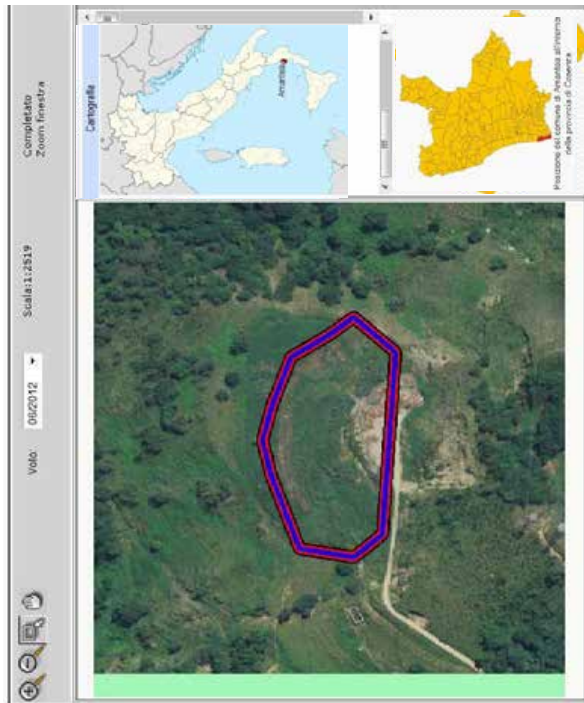 Volo: 06/2012 Scala:1:2519 Completato
Zoom finestra
Cartografia
Amantea
Posizione del comune di Amantea all'interno
della provincia di Cosenza